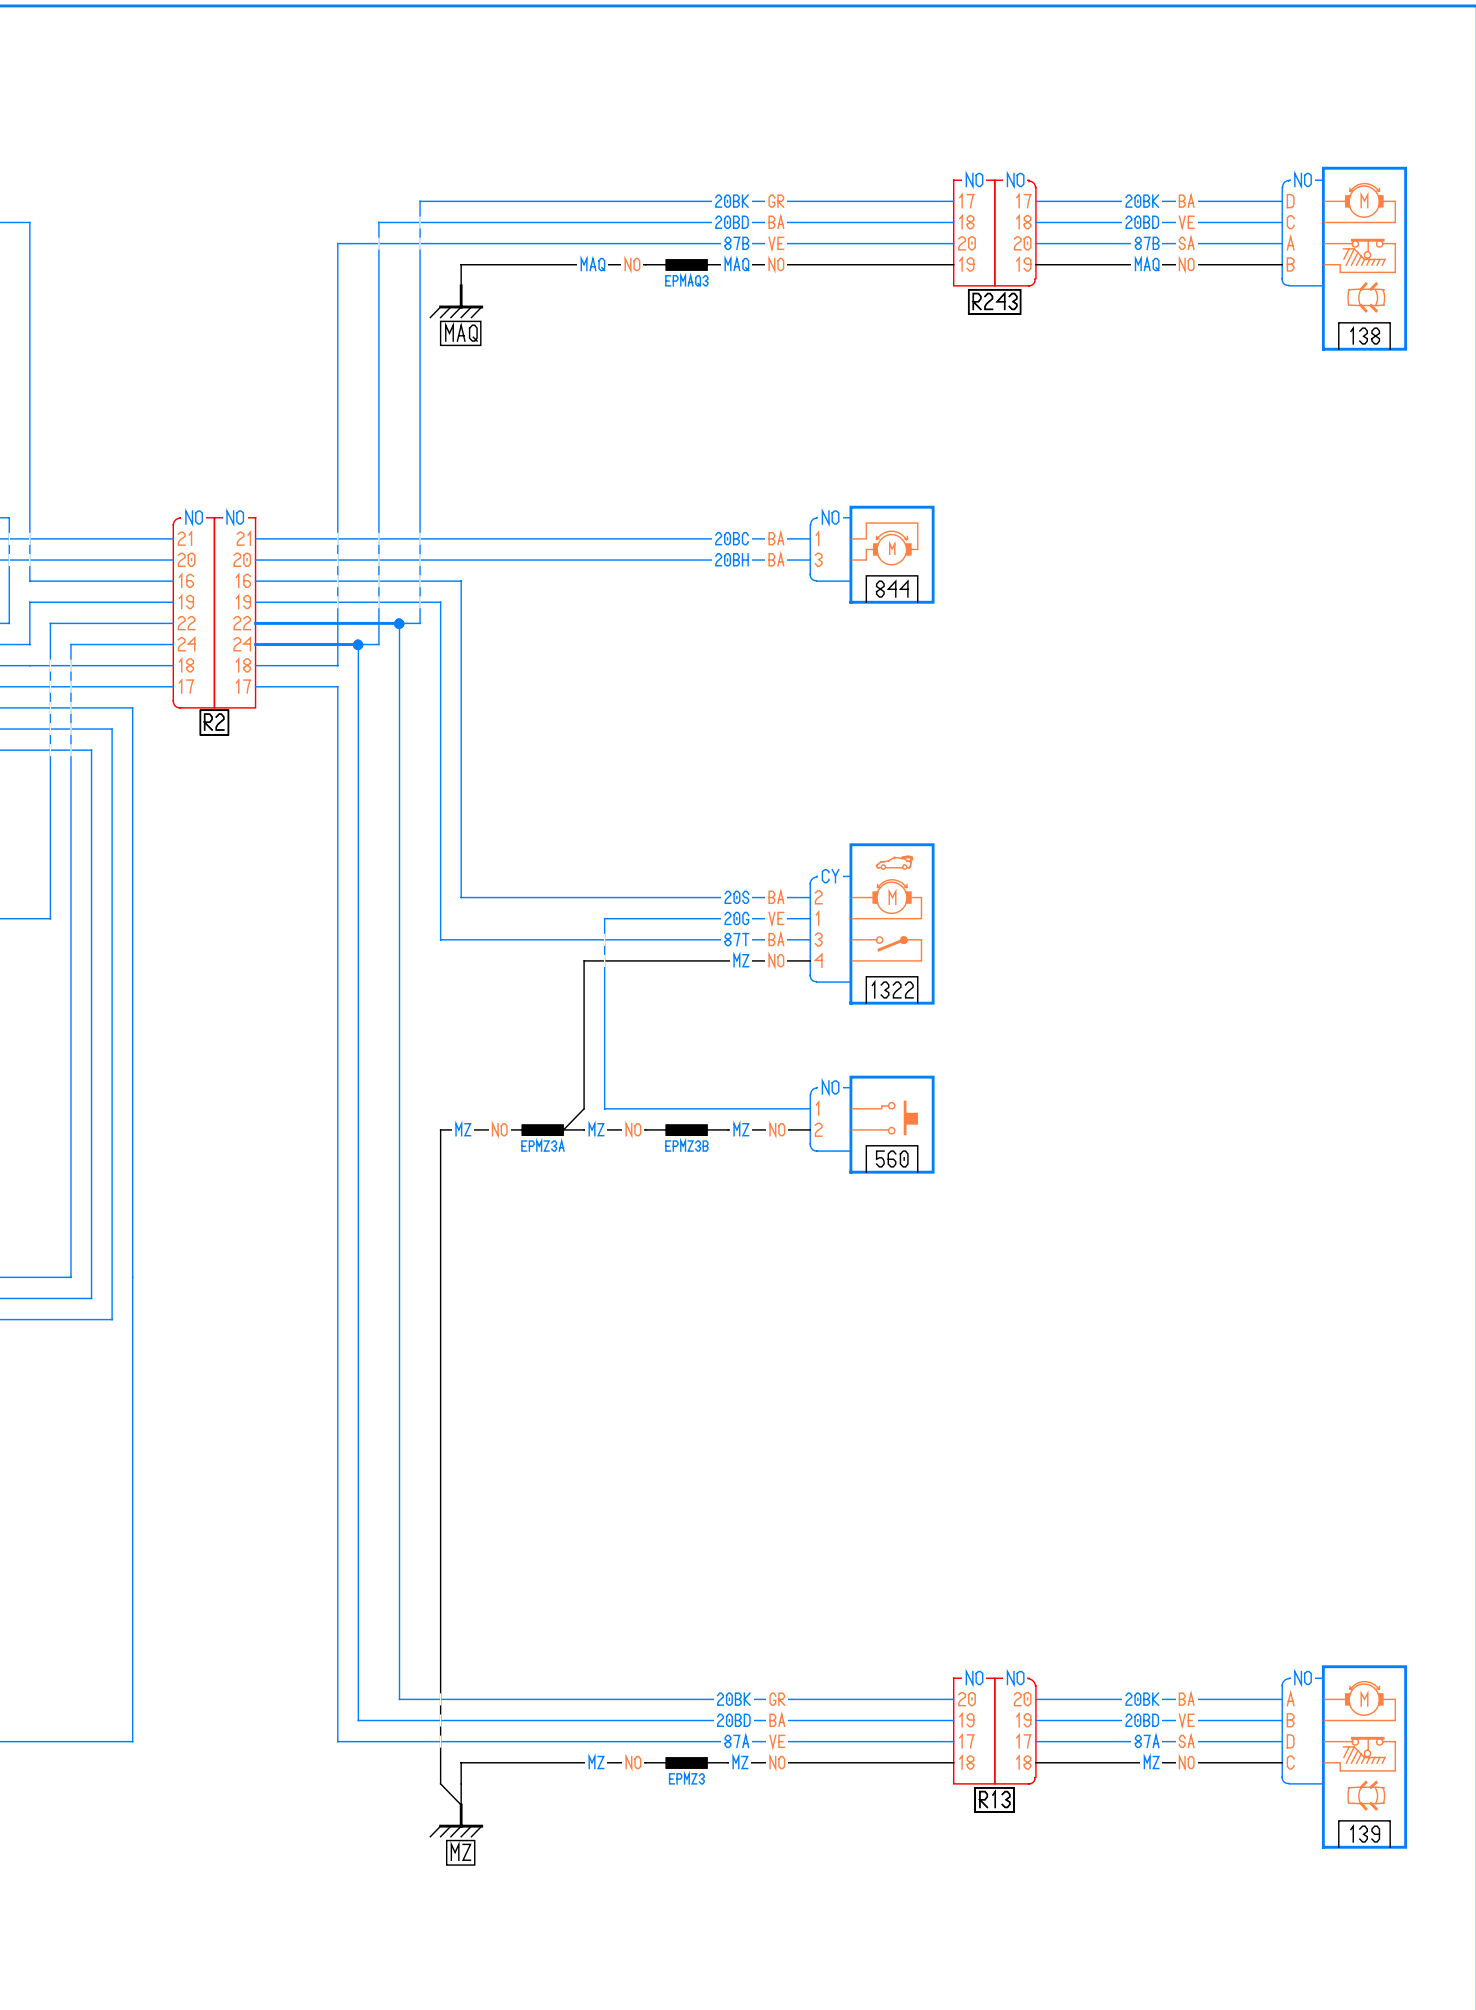 NO NO NO
20BK GR 17 17 20BK BA D
20BD BA 18 18 20BD VE C
87B VE 20 20 87B SA A
MAQ NO MAQ NO 19 19 MAQ NO B
EPMAQ3
R243
MAQ
138
NO NO NO
21 21 20BC BA 1
20 20 20BH BA 3
16 16
844
19 19
22 22
24 24
18 18
17 17
R2
CY
20S BA 2
20G VE 1
87T BA 3
MZ NO 4
1322
NO
1
MZ NO MZ NO MZ NO 2
EPMZ3A EPMZ3B
560
NO NO NO
20BK GR 20 20 20BK BA A
20BD BA 19 19 20BD VE B
87A VE 17 17 87A SA D
MZ NO MZ NO 18 18 MZ NO C
EPMZ3
R13
139
MZ
M
M
M
M